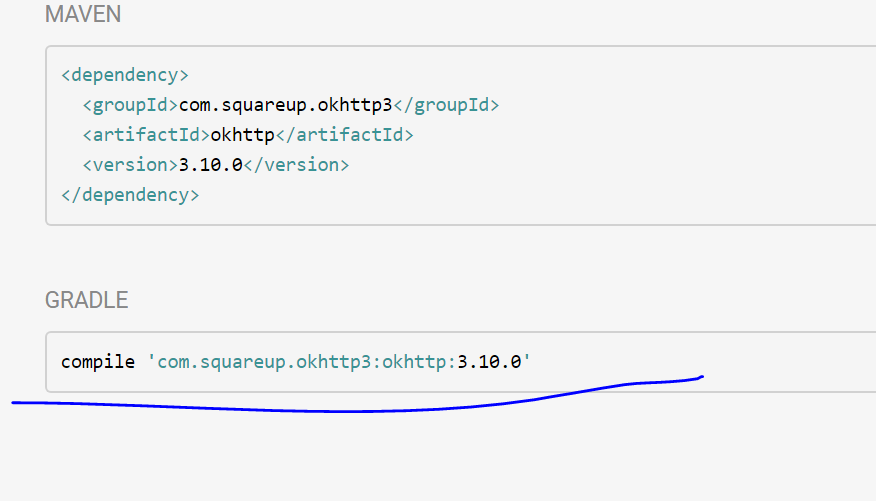 MAVEN
<dependency>
  <groupId>com.squareup.okhttp3</groupId>
  <artifactId>okhttp</artifactId>
  <version>3.10.0</version>
</dependency>
GRADLE
compile 'com.squareup.okhttp3:okhttp:3.10.0'